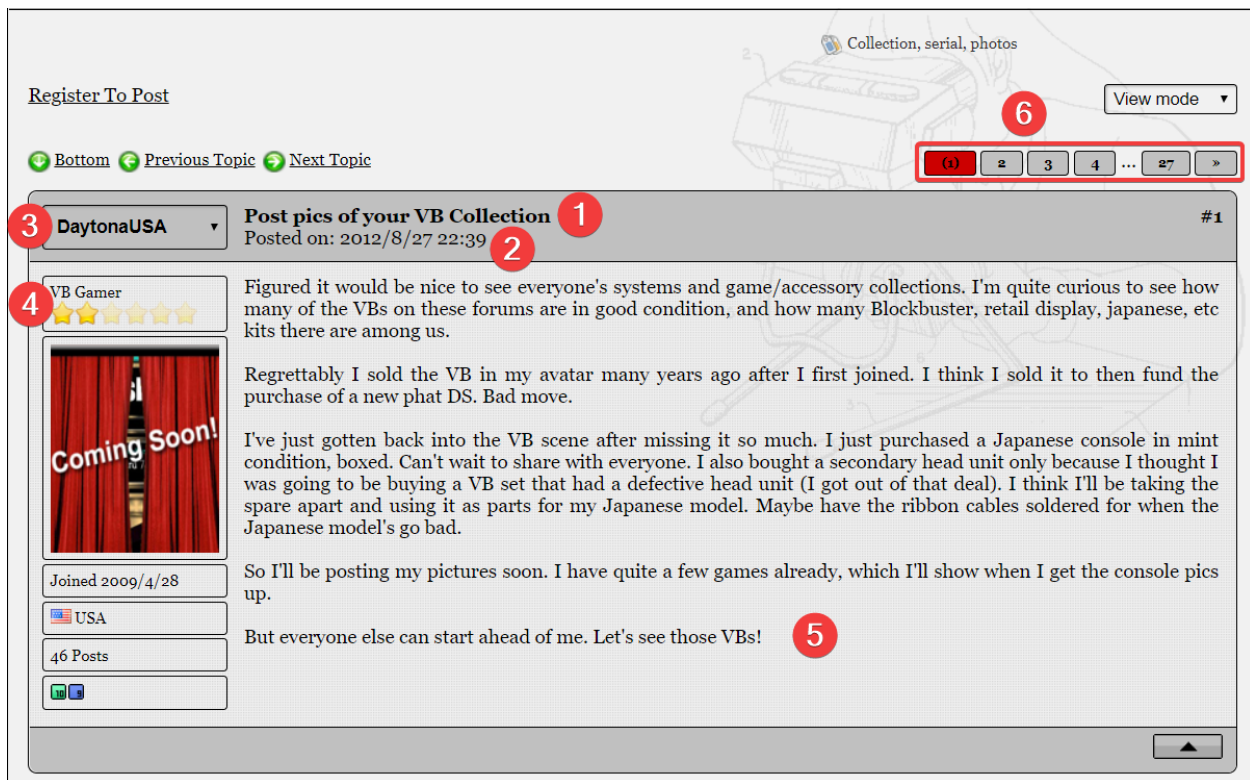 Collection, serial, photos
Register To Post
View mode
6
Bottom Previous Topic Next Topic
(1) 2 3 4 ... 27 »
3 DaytonaUSA
Post pics of your VB Collection 1
#1
Posted on: 2012/8/27 22:39 2
4 VB Gamer
Coming Soon!
Joined 2009/4/28
USA
46 Posts
10 9
Figured it would be nice to see everyone's systems and game/accessory collections. I'm quite curious to see how
many of the VBs on these forums are in good condition, and how many Blockbuster, retail display, japanese, etc
kits there are among us.
Regrettably I sold the VB in my avatar many years ago after I first joined. I think I sold it to then fund the
purchase of a new phat DS. Bad move.
I've just gotten back into the VB scene after missing it so much. I just purchased a Japanese console in mint
condition, boxed. Can't wait to share with everyone. I also bought a secondary head unit only because I thought I
was going to be buying a VB set that had a defective head unit (I got out of that deal). I think I'll be taking the
spare apart and using it as parts for my Japanese model. Maybe have the ribbon cables soldered for when the
Japanese model's go bad.
So I'll be posting my pictures soon. I have quite a few games already, which I'll show when I get the console pics
up.
But everyone else can start ahead of me. Let's see those VBs! 5